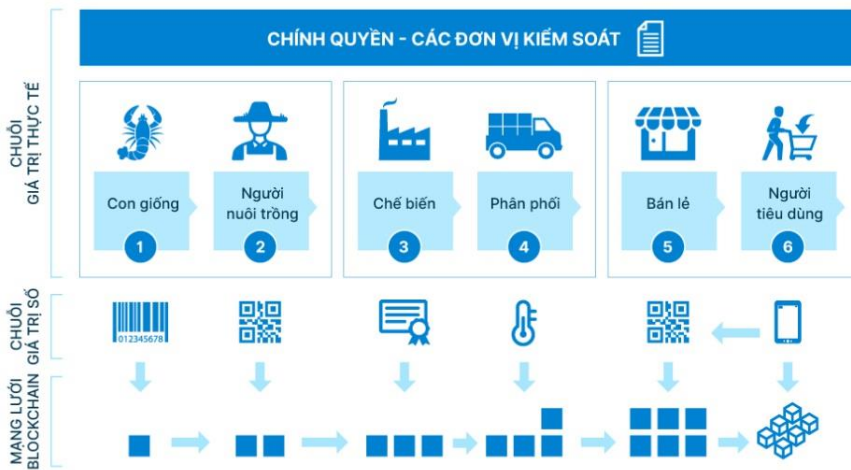 CHÍNH QUYỀN - CÁC ĐƠN VỊ KIỂM SOÁT
CHUỖI
GIÁ TRỊ THỰC TẾ
Con giống
1
Người
nuôi trồng
2
Chế biến
3
Phân phối
4
Bán lẻ
5
Người
tiêu dùng
6
CHUỖI
GIÁ TRỊ SỐ
012345678
MẠNG LƯỚI
BLOCKCHAIN